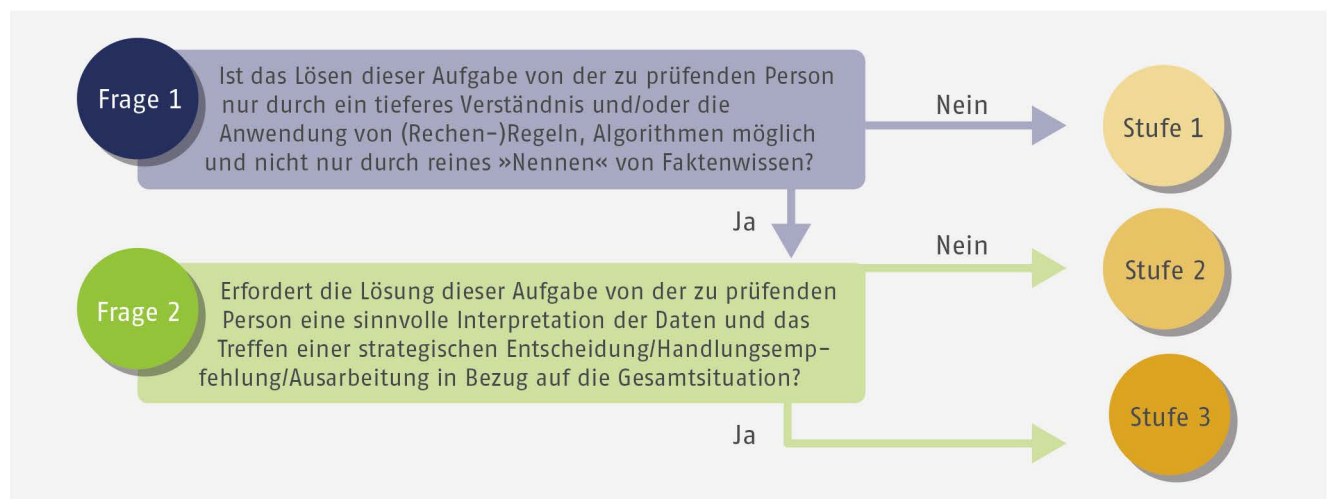 Frage 1
Ist das Lösen dieser Aufgabe von der zu prüfenden Person
nur durch ein tieferes Verständnis und/oder die
Anwendung von (Rechen-)Regeln, Algorithmen möglich
und nicht nur durch reines »Nennen« von Faktenwissen?
Nein
Stufe 1
Ja
Frage 2
Erfordert die Lösung dieser Aufgabe von der zu prüfenden
Person eine sinnvolle Interpretation der Daten und das
Treffen einer strategischen Entscheidung/Handlungsemp-
fehlung/Ausarbeitung in Bezug auf die Gesamtsituation?
Nein
Stufe 2
Ja
Stufe 3